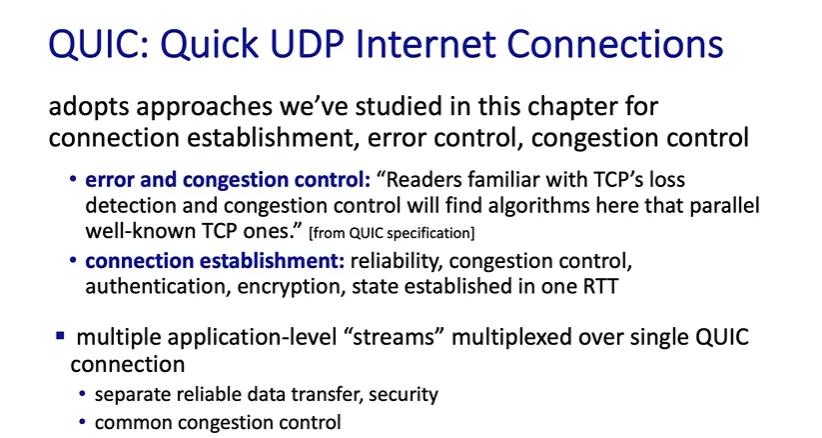 QUIC: Quick UDP Internet Connections
adopts approaches we’ve studied in this chapter for
connection establishment, error control, congestion control
• error and congestion control: “Readers familiar with TCP’s loss
detection and congestion control will find algorithms here that parallel
well-known TCP ones.” [from QUIC specification]
• connection establishment: reliability, congestion control,
authentication, encryption, state established in one RTT
▪ multiple application-level “streams” multiplexed over single QUIC
connection
• separate reliable data transfer, security
• common congestion control